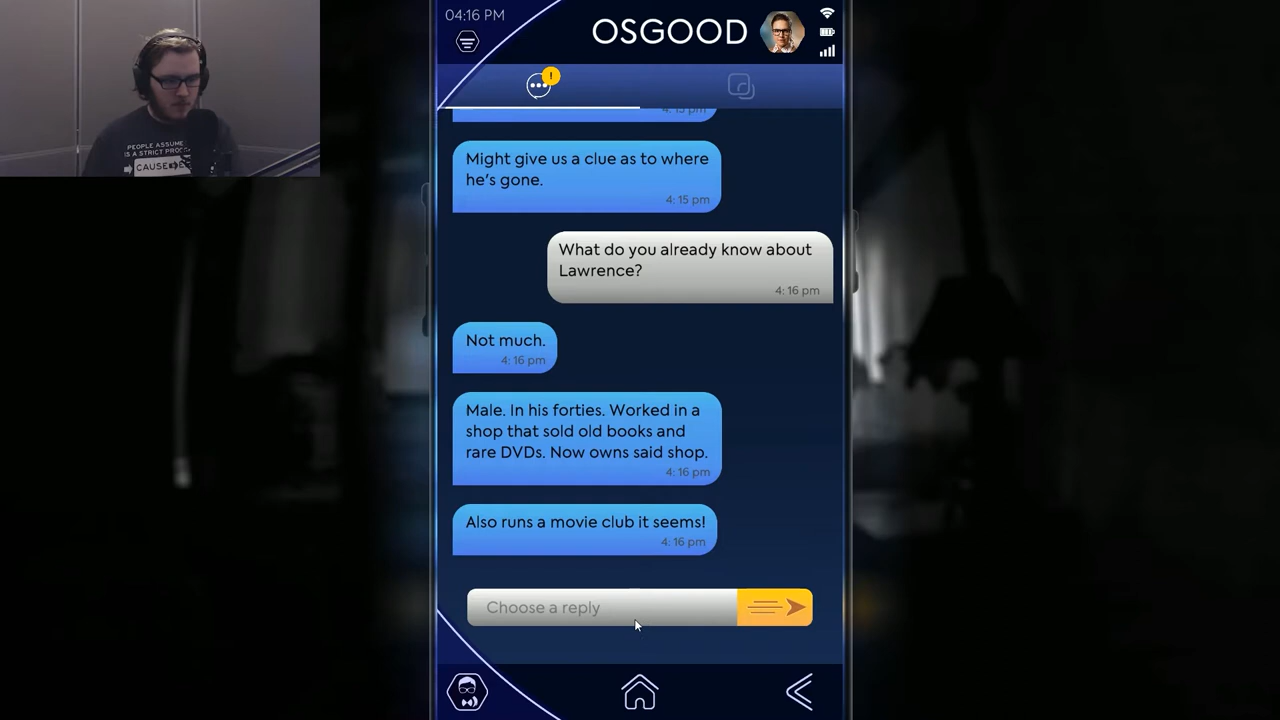 04:16 PM
OSGOOD
!
4:15 pm
Might give us a clue as to where
he's gone.
4: 15 pm
What do you already know about
Lawrence?
4: 16 pm
Not much.
4: 16 pm
Male. In his forties. Worked in a
shop that sold old books and
rare DVDs. Now owns said shop.
4: 16 pm
Also runs a movie club it seems!
4: 16 pm
Choose a reply
PEOPLE ASSUME
IS A STRICT PRO
CAUSE